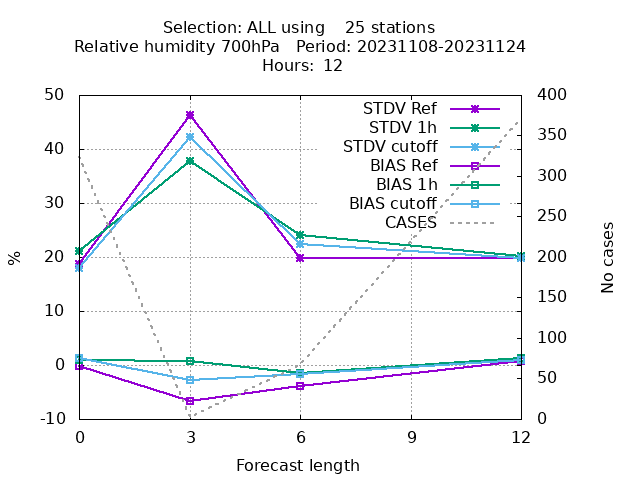 Selection: ALL using    25 stations
Relative humidity 700hPa   Period: 20231108-20231124
Hours:  12
50
40
30
20
10
0
-10
%
400
350
300
250
200
150
100
50
0
No cases
STDV Ref
STDV 1h
STDV cutoff
BIAS Ref
BIAS 1h
BIAS cutoff
CASES
0 3 6 9 12
Forecast length